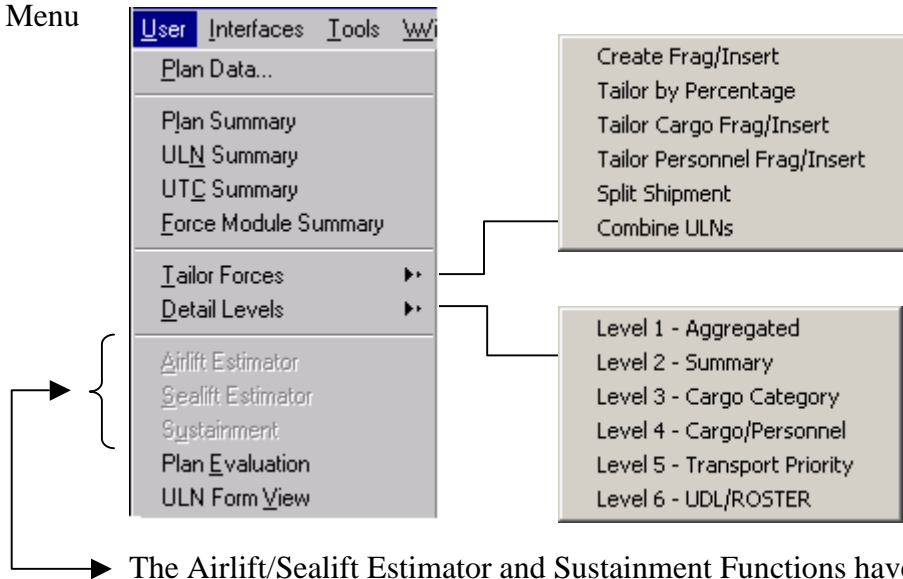 Menu
User Interfaces Tools
Plan Data...
Plan Summary
ULN Summary
UTC Summary
Force Module Summary
Tailor Forces
Detail Levels
Airlift Estimator
Sealift Estimator
Sustainment
Plan Evaluation
ULN Form View
Create Frag/Insert
Tailor by Percentage
Tailor Cargo Frag/Insert
Tailor Personnel Frag/Insert
Split Shipment
Combine ULNs
Level 1 - Aggregated
Level 2 - Summary
Level 3 - Cargo Category
Level 4 - Cargo/Personnel
Level 5 - Transport Priority
Level 6 - UDL/ROSTER
The Airlift/Sealift Estimator and Sustainment Functions have